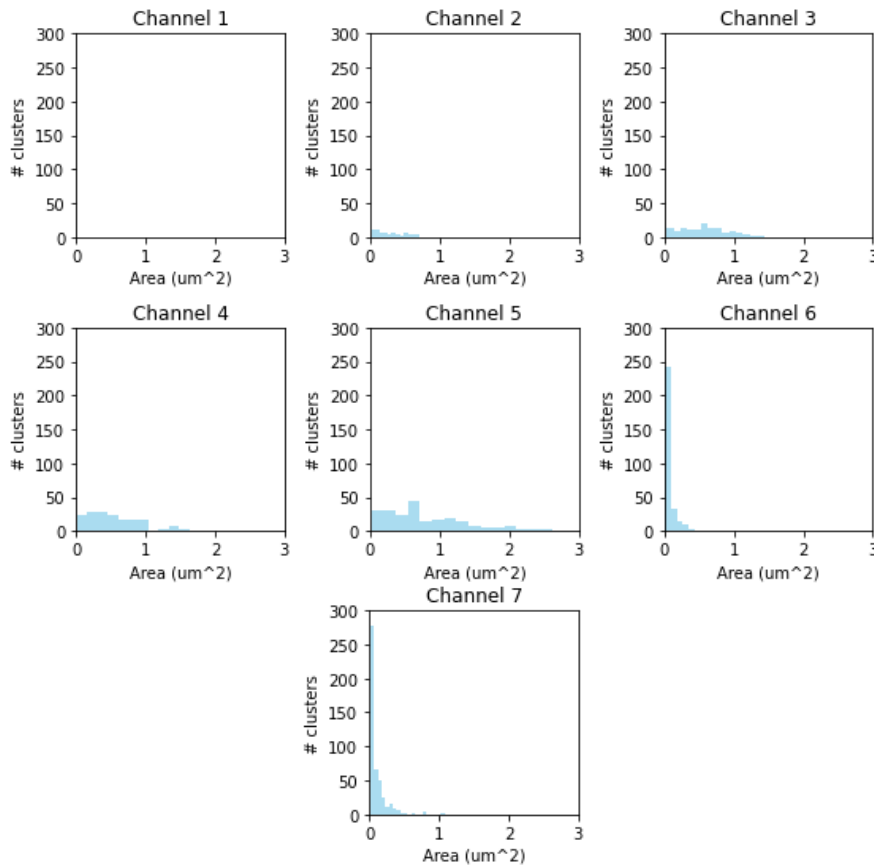 Channel 1
300
250
200
150
100
50
0
# clusters
0 1 2 3
Area (um^2)
Channel 2
300
250
200
150
100
50
0
# clusters
0 1 2 3
Area (um^2)
Channel 3
300
250
200
150
100
50
0
# clusters
0 1 2 3
Area (um^2)
Channel 4
300
250
200
150
100
50
0
# clusters
0 1 2 3
Area (um^2)
Channel 5
300
250
200
150
100
50
0
# clusters
0 1 2 3
Area (um^2)
Channel 6
300
250
200
150
100
50
0
# clusters
0 1 2 3
Area (um^2)
Channel 7
300
250
200
150
100
50
0
# clusters
0 1 2 3
Area (um^2)